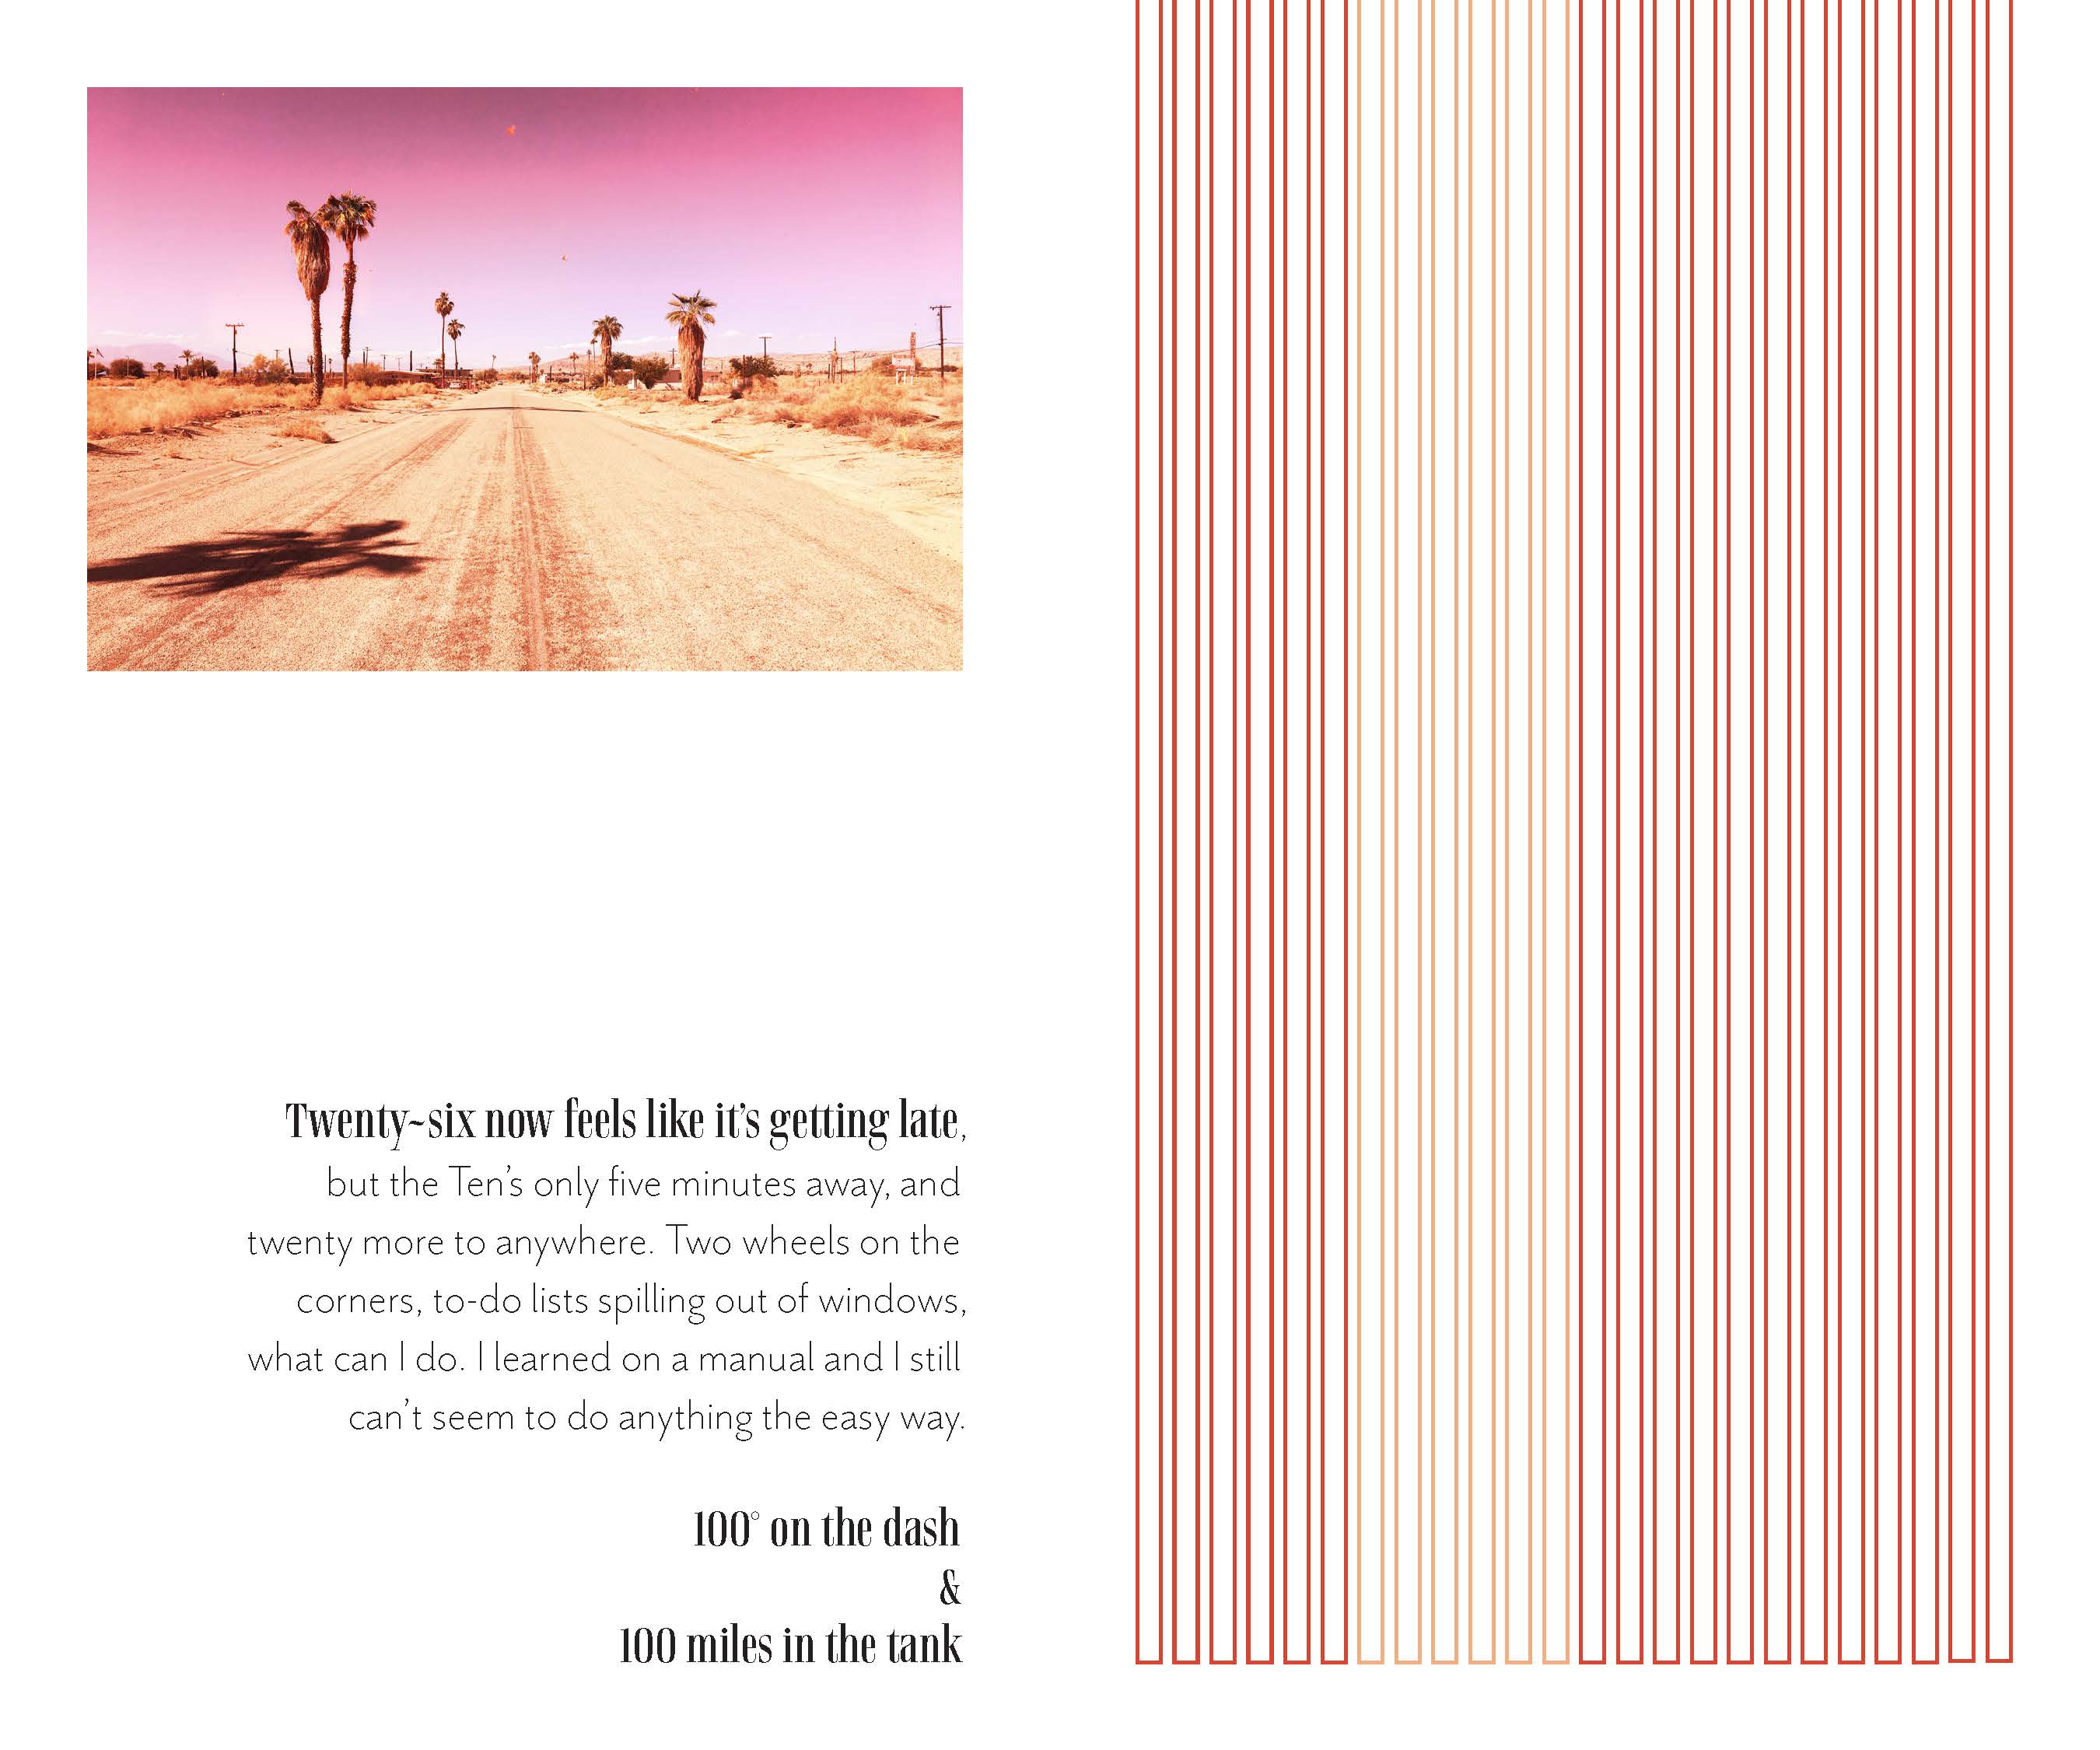 Twenty~six now feels like it’s getting late,
but the Ten’s only five minutes away, and
twenty more to anywhere. Two wheels on the
corners, to-do lists spilling out of windows,
what can I do. I learned on a manual and I still
can’t seem to do anything the easy way.
100° on the dash
&
100 miles in the tank